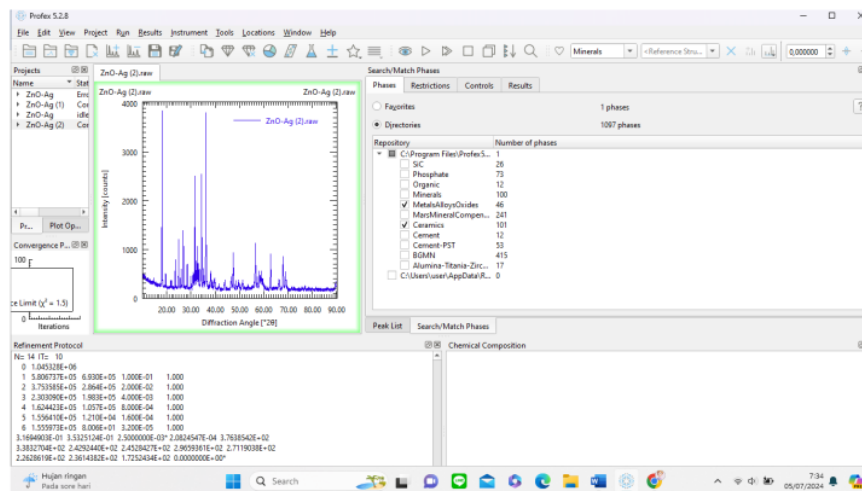 Profex 5.2.8
File Edit View Project Run Results Instrument Tools Locations Window Help
Minerals
<Reference Stru...
0,000000
Projects
Name Stat
ZnO-Ag Erro
ZnO-Ag (1) Cor
ZnO-Ag idle
ZnO-Ag (2) Cor
Pr... Plot Op...
Convergence P...
100
ce Limit (χ² = 1.5)
0
Iterations
ZnO-Ag (2).raw
ZnO-Ag (2).raw ZnO-Ag (2).raw
ZnO-Ag (2).raw
Intensity [counts]
4000
3000
2000
1000
0
20.00 30.00 40.00 50.00 60.00 70.00 80.00 90.00
Diffraction Angle [°2θ]
Search/Match Phases
Phases Restrictions Controls Results
Favorites 1 phases
Directories 1097 phases
Repository Number of phases
C:\Program Files\Profex5... 1
SiC 26
Phosphate 73
Organic 12
Minerals 100
MetalsAlloysOxides 46
MarsMineralCompen... 241
Ceramics 101
Cement 12
Cement-PST 53
BGMN 415
Alumina-Titania-Zirc... 17
C:\Users\user\AppData\R... 0
Peak List Search/Match Phases
Refinement Protocol
N= 14 IT= 10
0 1.045328E+06
1 5.806737E+05 6.930E+05 1.000E-01 1.000
2 3.753585E+05 2.864E+05 2.000E-02 1.000
3 2.303090E+05 1.983E+05 4.000E-03 1.000
4 1.624423E+05 1.057E+05 8.000E-04 1.000
5 1.556410E+05 1.210E+04 1.600E-04 1.000
6 1.555973E+05 8.006E+01 3.200E-05 1.000
3.1694903E-01 3.5325124E-01 2.5000000E-03* 2.0824547E-04 3.7638542E+02
3.3832704E+02 2.4292440E+02 2.4528427E+02 2.9659361E+02 2.7119038E+02
2.2628619E+02 2.3614382E+02 1.7252434E+02 0.0000000E+00*
Chemical Composition
Hujan ringan
Pada sore hari
Search
7:34
05/07/2024